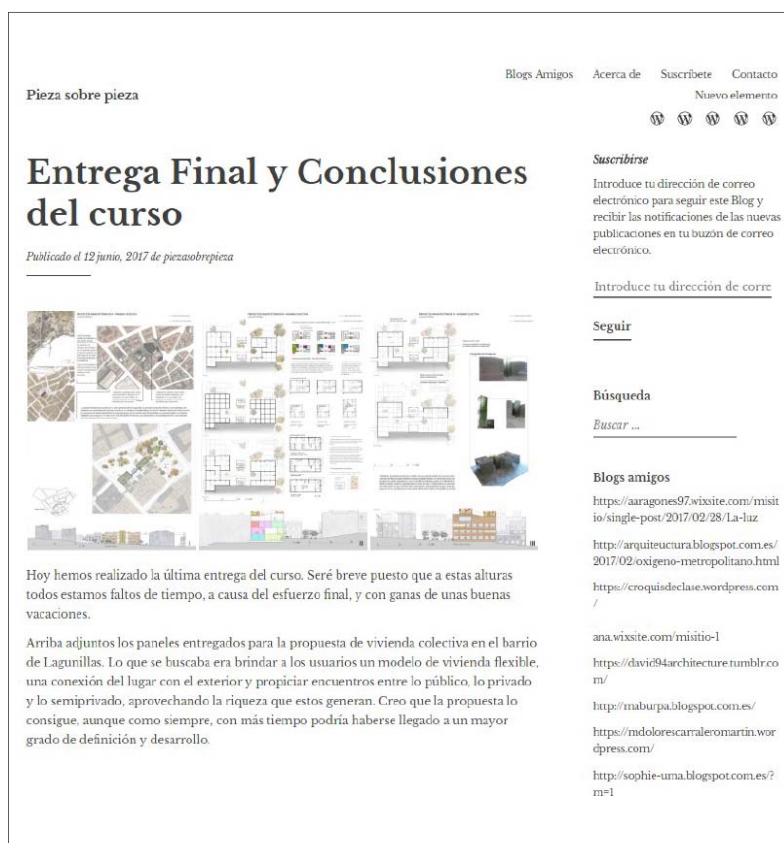 Blogs Amigos Acerca de Suscríbete Contacto
Nuevo elemento
Pieza sobre pieza
Entrega Final y Conclusiones
del curso
Publicado el 12 junio, 2017 de piezasobrepieza
Hoy hemos realizado la última entrega del curso. Seré breve puesto que a estas alturas
todos estamos faltos de tiempo, a causa del esfuerzo final, y con ganas de unas buenas
vacaciones.
Arriba adjuntos los paneles entregados para la propuesta de vivienda colectiva en el barrio
de Lagunillas. Lo que se buscaba era brindar a los usuarios un modelo de vivienda flexible,
una conexión del lugar con el exterior y propiciar encuentros entre lo público, lo privado
y lo semiprivado, aprovechando la riqueza que estos generan. Creo que la propuesta lo
consigue, aunque como siempre, con más tiempo podría haberse llegado a un mayor
grado de definición y desarrollo.
Suscribirse
Introduce tu dirección de correo
electrónico para seguir este Blog y
recibir las notificaciones de las nuevas
publicaciones en tu buzón de correo
electrónico.
Introduce tu dirección de corre
Seguir
Búsqueda
Buscar ...
Blogs amigos
https://aaragones97.wixsite.com/misit
io/single-post/2017/02/28/La-luz
http://arquiteuctura.blogspot.com.es/
2017/02/oxigeno-metropolitano.html
https://croquisdeclase.wordpress.com
/
ana.wixsite.com/misitio-1
https://david94architecture.tumblr.co
m/
http://maburpa.blogspot.com.es/
https://mdolorescarraleromartin.wor
dpress.com/
http://sophie-uma.blogspot.com.es/?
m=1